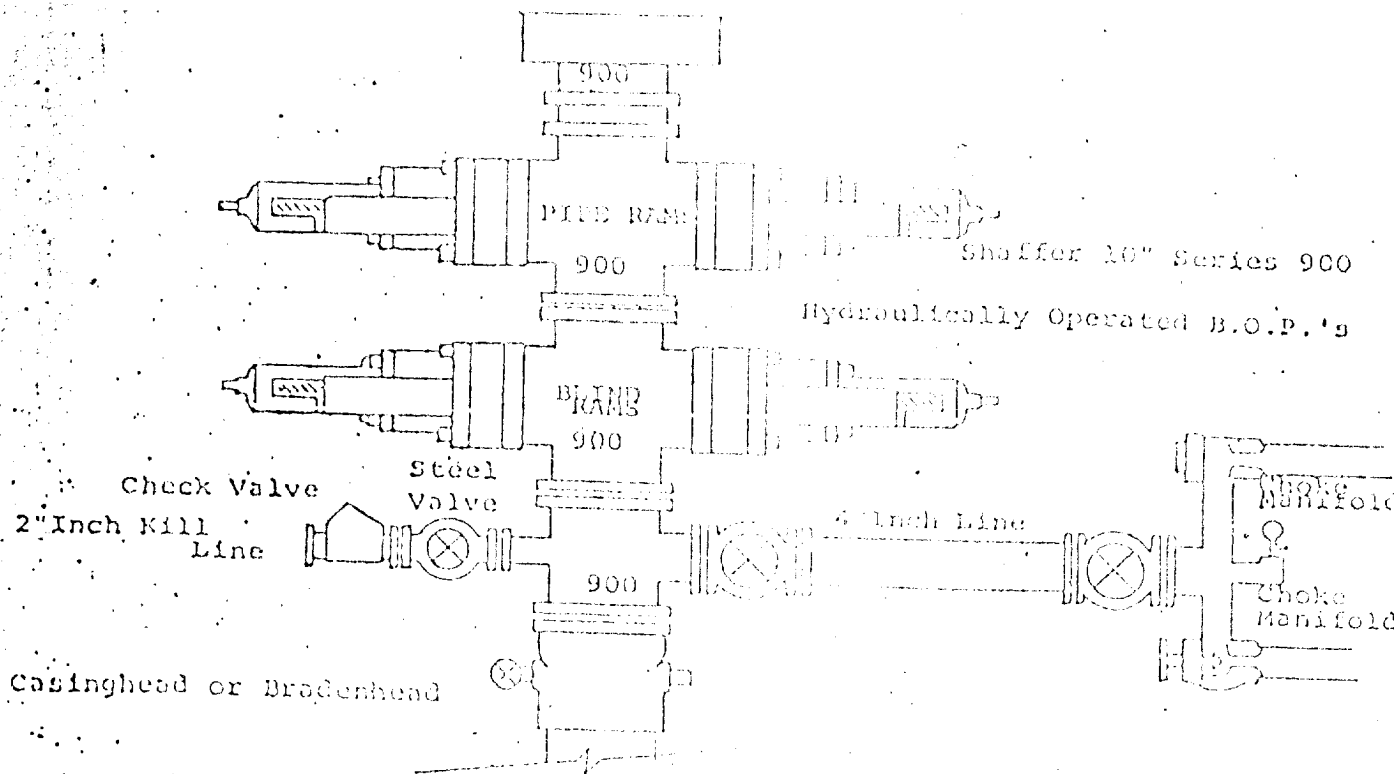 900
PIPE RAMS
900
Shaffer 10" Series 900
Hydraulically Operated B.O.P.'s
BLIND
RAMS
900
Steel
Valve
Check Valve
2"Inch Kill
Line
Inch Line
Choke
Manifold
900
Choke
Manifold
Casinghead or Bradenhead